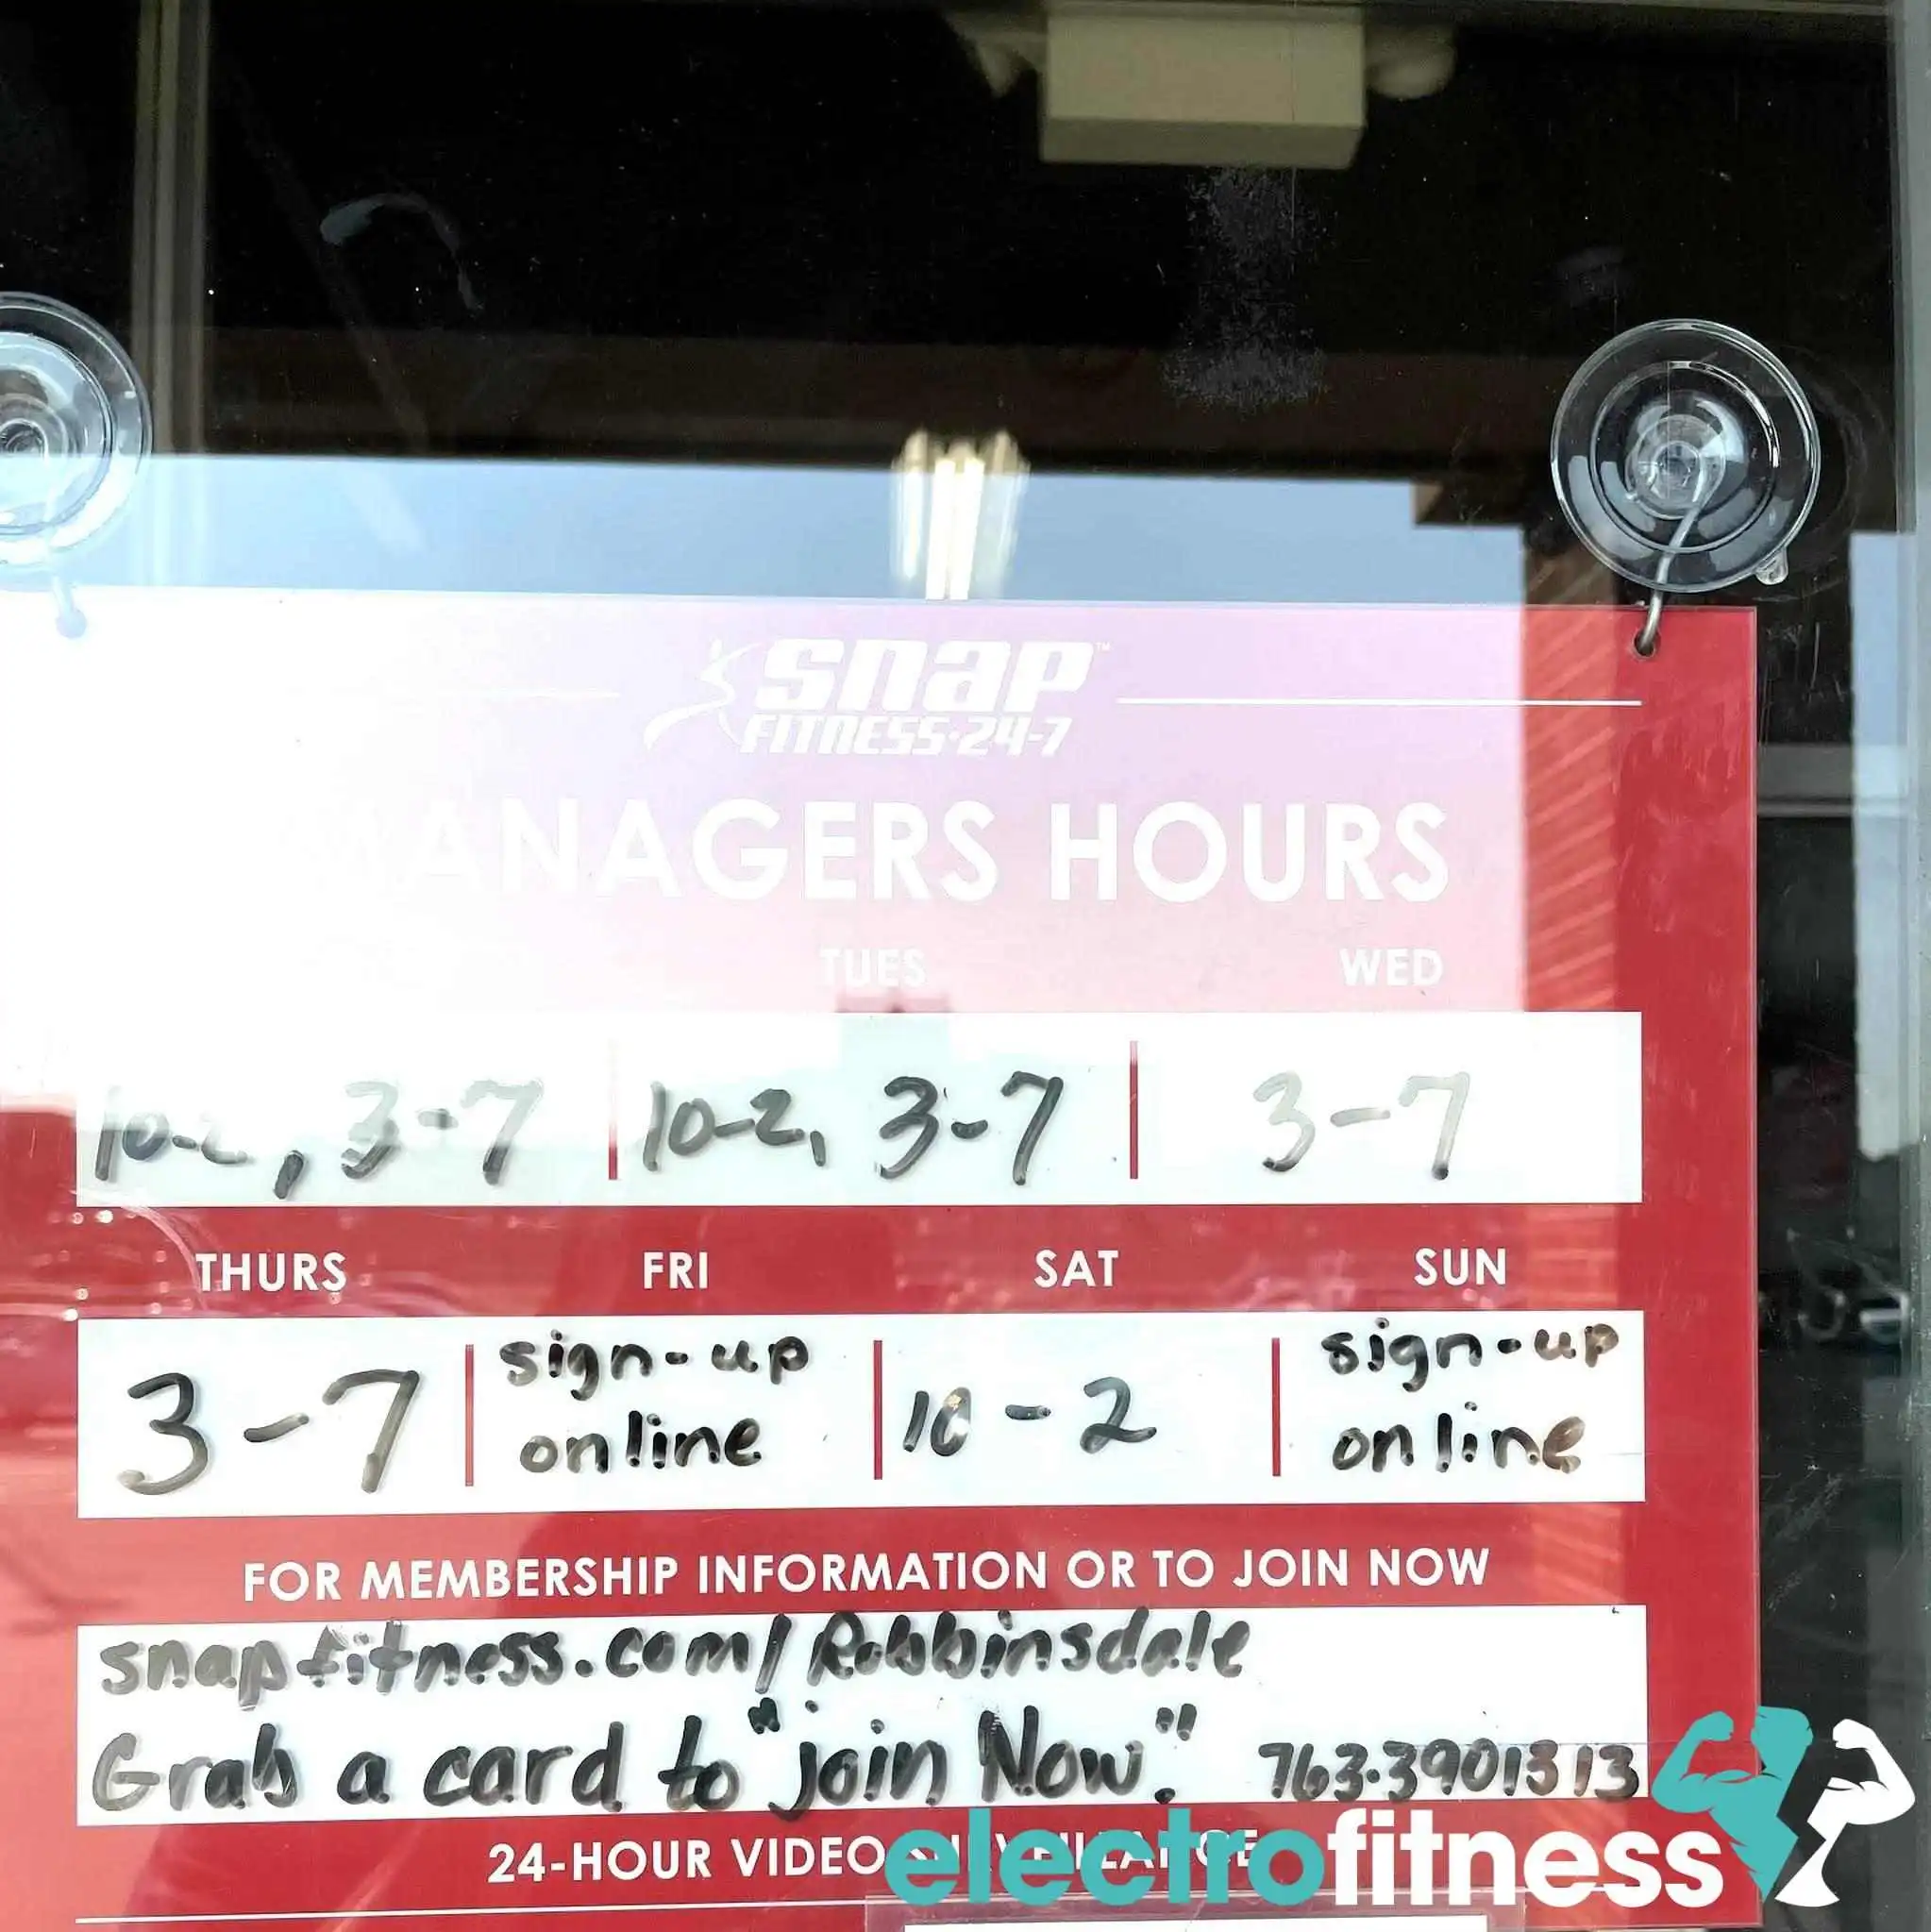 snap
FITNESS·24-7
MANAGERS HOURS
TUES WED
10-2, 3-7 10-2, 3-7 3-7
THURS FRI SAT SUN
3-7 sign-up online 10-2 sign-up online
FOR MEMBERSHIP INFORMATION OR TO JOIN NOW
snapfitness.com/Robbinsdale
Grab a card to "join Now." 763.3901313
24-HOUR VIDEO SURVEILLANCE
electrofitness